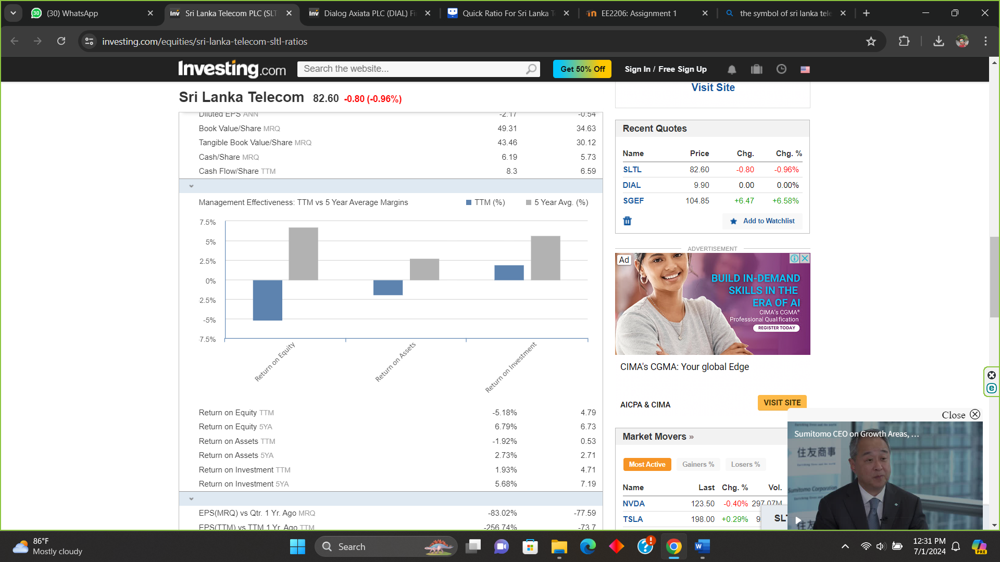 30
(30) WhatsApp
Inv
Sri Lanka Telecom PLC (SLT
Inv
Dialog Axiata PLC (DIAL) Fi
Quick Ratio For Sri Lanka T
EE2206: Assignment 1
the symbol of sri lanka tele
investing.com/equities/sri-lanka-telecom-sltl-ratios
Investing.com
Search the website...
Get 50% Off
Sign In / Free Sign Up
Sri Lanka Telecom 82.60 -0.80 (-0.96%)
Diluted EPS ANN -2.17 -0.54
Book Value/Share MRQ 49.31 34.63
Tangible Book Value/Share MRQ 43.46 30.12
Cash/Share MRQ 6.19 5.73
Cash Flow/Share TTM 8.3 6.59
Management Effectiveness: TTM vs 5 Year Average Margins
TTM (%) 5 Year Avg. (%)
7.5%
5%
2.5%
0%
-2.5%
-5%
-7.5%
Return on Equity
Return on Assets
Return on Investment
Return on Equity TTM -5.18% 4.79
Return on Equity 5YA 6.79% 6.73
Return on Assets TTM -1.92% 0.53
Return on Assets 5YA 2.73% 2.71
Return on Investment TTM 1.93% 4.71
Return on Investment 5YA 5.68% 7.19
EPS(MRQ) vs Qtr. 1 Yr. Ago MRQ -83.02% -77.59
EPS(TTM) vs TTM 1 Yr. Ago TTM -256.74% -73.7
Visit Site
Recent Quotes
Name Price Chg. Chg. %
SLTL 82.60 -0.80 -0.96%
DIAL 9.90 0.00 0.00%
SGEF 104.85 +6.47 +6.58%
Add to Watchlist
ADVERTISEMENT
Ad
BUILD IN-DEMAND
SKILLS IN THE
ERA OF AI
CIMA's CGMA®
Professional Qualification
REGISTER TODAY
CIMA's CGMA: Your global Edge
AICPA & CIMA
VISIT SITE
Market Movers »
Most Active Gainers % Losers %
Name Last Chg. % Vol.
NVDA 123.50 -0.40% 297.07M
TSLA 198.00 +0.29% 9
SLT
Close
Sumitomo CEO on Growth Areas, ...
住友商事
Sumitomo Corporation
86°F
Mostly cloudy
Search
12:31 PM
7/1/2024
PRE